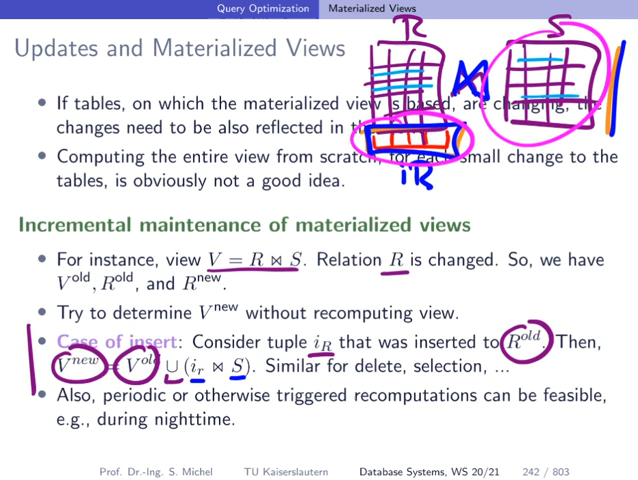 Query Optimization Materialized Views
R S
Updates and Materialized Views
⋈
• If tables, on which the materialized view is based, are changing, the
changes need to be also reflected in
iR
• Computing the entire view from scratch, for each small change to the
tables, is obviously not a good idea.
Incremental maintenance of materialized views
• For instance, view V = R ⋈ S. Relation R is changed. So, we have
V^old, R^old, and R^new.
• Try to determine V^new without recomputing view.
• Case of insert: Consider tuple i_R that was inserted to R^old. Then,
V^new = V^old ∪ (i_r ⋈ S). Similar for delete, selection, ...
• Also, periodic or otherwise triggered recomputations can be feasible,
e.g., during nighttime.
Prof. Dr.-Ing. S. Michel TU Kaiserslautern Database Systems, WS 20/21 242 / 803